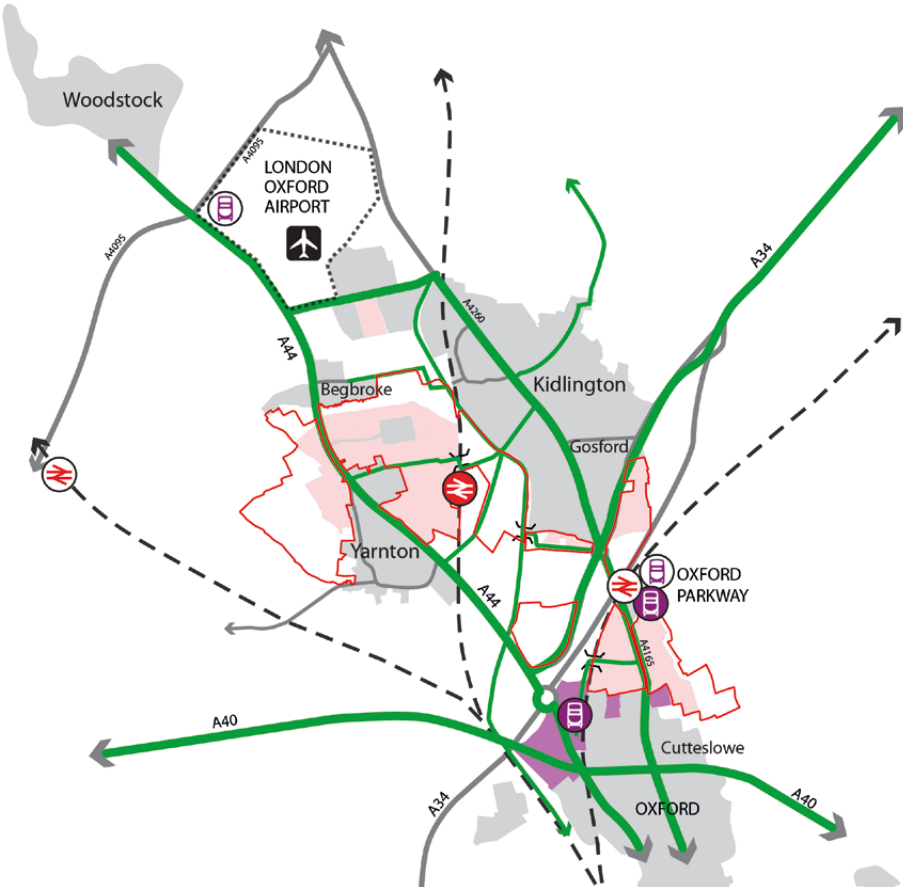 Woodstock
A4095
LONDON
OXFORD
AIRPORT
A4095
A34
A4260
A44
Begbroke
Kidlington
Gosford
Yarnton
A44
OXFORD
PARKWAY
A4165
A40
Cutteslowe
A34
OXFORD
A40